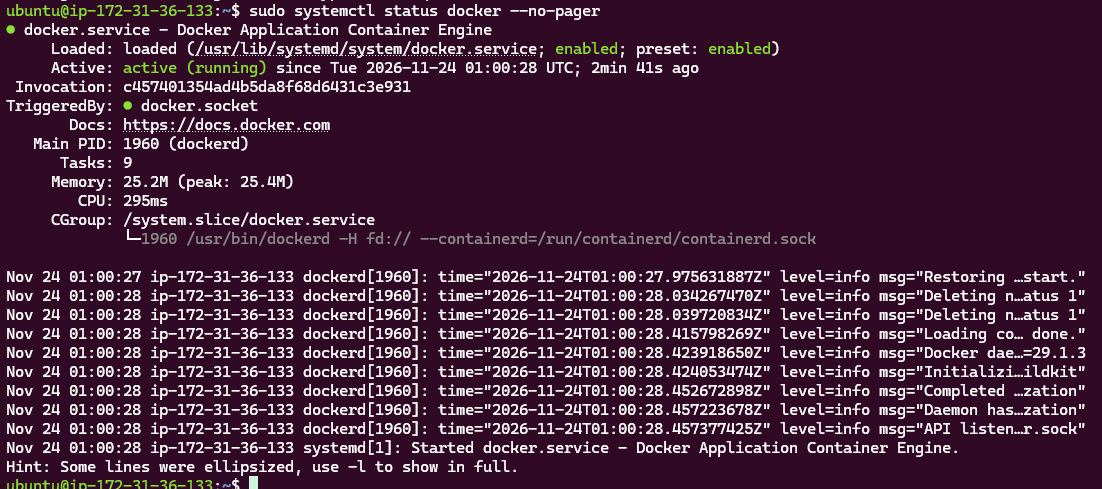 ubuntu@ip-172-31-36-133:~$ sudo systemctl status docker --no-pager
● docker.service - Docker Application Container Engine
     Loaded: loaded (/usr/lib/systemd/system/docker.service; enabled; preset: enabled)
     Active: active (running) since Tue 2026-11-24 01:00:28 UTC; 2min 41s ago
 Invocation: c457401354ad4b5da8f68d6431c3e931
TriggeredBy: ● docker.socket
       Docs: https://docs.docker.com
   Main PID: 1960 (dockerd)
      Tasks: 9
     Memory: 25.2M (peak: 25.4M)
        CPU: 295ms
     CGroup: /system.slice/docker.service
             └─1960 /usr/bin/dockerd -H fd:// --containerd=/run/containerd/containerd.sock

Nov 24 01:00:27 ip-172-31-36-133 dockerd[1960]: time="2026-11-24T01:00:27.975631887Z" level=info msg="Restoring …start."
Nov 24 01:00:28 ip-172-31-36-133 dockerd[1960]: time="2026-11-24T01:00:28.034267470Z" level=info msg="Deleting n…atus 1"
Nov 24 01:00:28 ip-172-31-36-133 dockerd[1960]: time="2026-11-24T01:00:28.039720834Z" level=info msg="Deleting n…atus 1"
Nov 24 01:00:28 ip-172-31-36-133 dockerd[1960]: time="2026-11-24T01:00:28.415798269Z" level=info msg="Loading co… done."
Nov 24 01:00:28 ip-172-31-36-133 dockerd[1960]: time="2026-11-24T01:00:28.423918650Z" level=info msg="Docker dae…=29.1.3
Nov 24 01:00:28 ip-172-31-36-133 dockerd[1960]: time="2026-11-24T01:00:28.424053474Z" level=info msg="Initializi…ildkit"
Nov 24 01:00:28 ip-172-31-36-133 dockerd[1960]: time="2026-11-24T01:00:28.452672898Z" level=info msg="Completed …zation"
Nov 24 01:00:28 ip-172-31-36-133 dockerd[1960]: time="2026-11-24T01:00:28.457223678Z" level=info msg="Daemon has…zation"
Nov 24 01:00:28 ip-172-31-36-133 dockerd[1960]: time="2026-11-24T01:00:28.457377425Z" level=info msg="API listen…r.sock"
Nov 24 01:00:28 ip-172-31-36-133 systemd[1]: Started docker.service - Docker Application Container Engine.
Hint: Some lines were ellipsized, use -l to show in full.
ubuntu@ip-172-31-36-133:~$